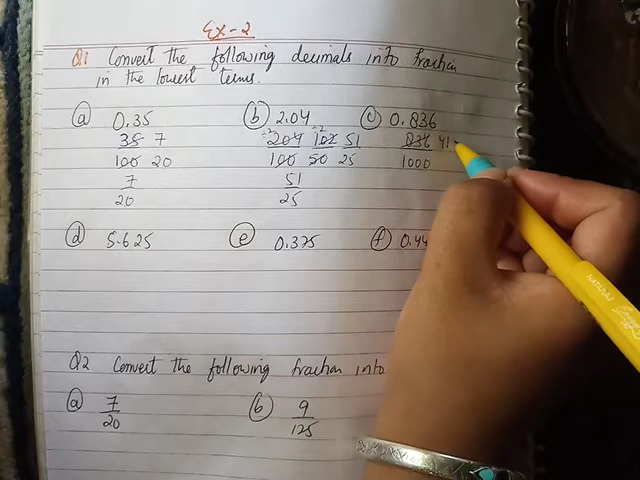 Ex-2
Q1 Convert the following decimals into fraction
in the lowest terms.
(a) 0.35 (b) 2.04 (c) 0.836
35 7 204 102 51 836 41
100 20 100 50 25 1000
7 51
20 25
(d) 5.625 (e) 0.375 (f) 0.44
Q2 Convert the following fraction into
(a) 7 (b) 9
20 125